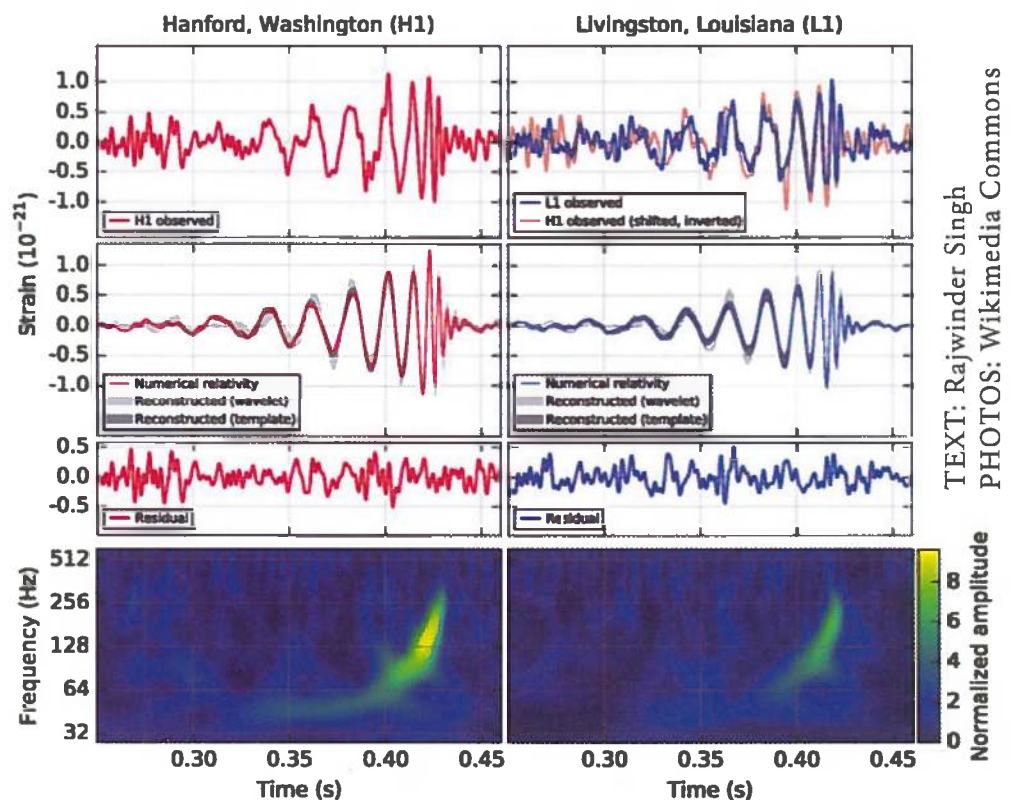 Hanford, Washington (H1)
Livingston, Louisiana (L1)
Strain (10⁻²¹)
1.0
0.5
0.0
-0.5
-1.0
H1 observed
L1 observed
H1 observed (shifted, inverted)
1.0
0.5
0.0
-0.5
-1.0
Numerical relativity
Reconstructed (wavelet)
Reconstructed (template)
Numerical relativity
Reconstructed (wavelet)
Reconstructed (template)
0.5
0.0
-0.5
Residual
Residual
Frequency (Hz)
512
256
128
64
32
0.30
0.35
0.40
0.45
Time (s)
0.30
0.35
0.40
0.45
Time (s)
8
6
4
2
0
Normalized amplitude
TEXT: Rajwinder Singh
PHOTOS: Wikimedia Commons